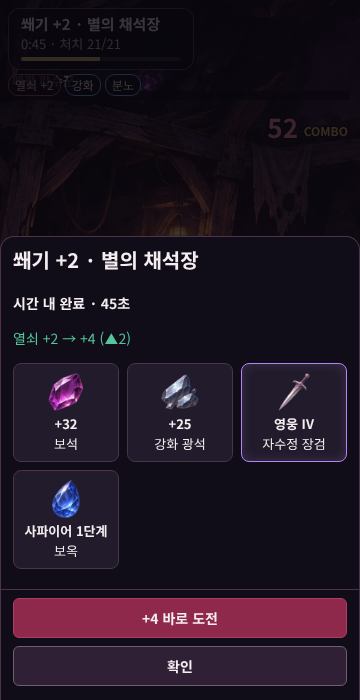 쐐기 +2 · 별의 채석장
0:45 · 처치 21/21
열쇠 +2 강화 분노
52 COMBO
쐐기 +2 · 별의 채석장
시간 내 완료 · 45초
열쇠 +2 → +4 (▲2)
+32
보석
+25
강화 광석
영웅 IV
자수정 장검
사파이어 1단계
보옥
+4 바로 도전
확인